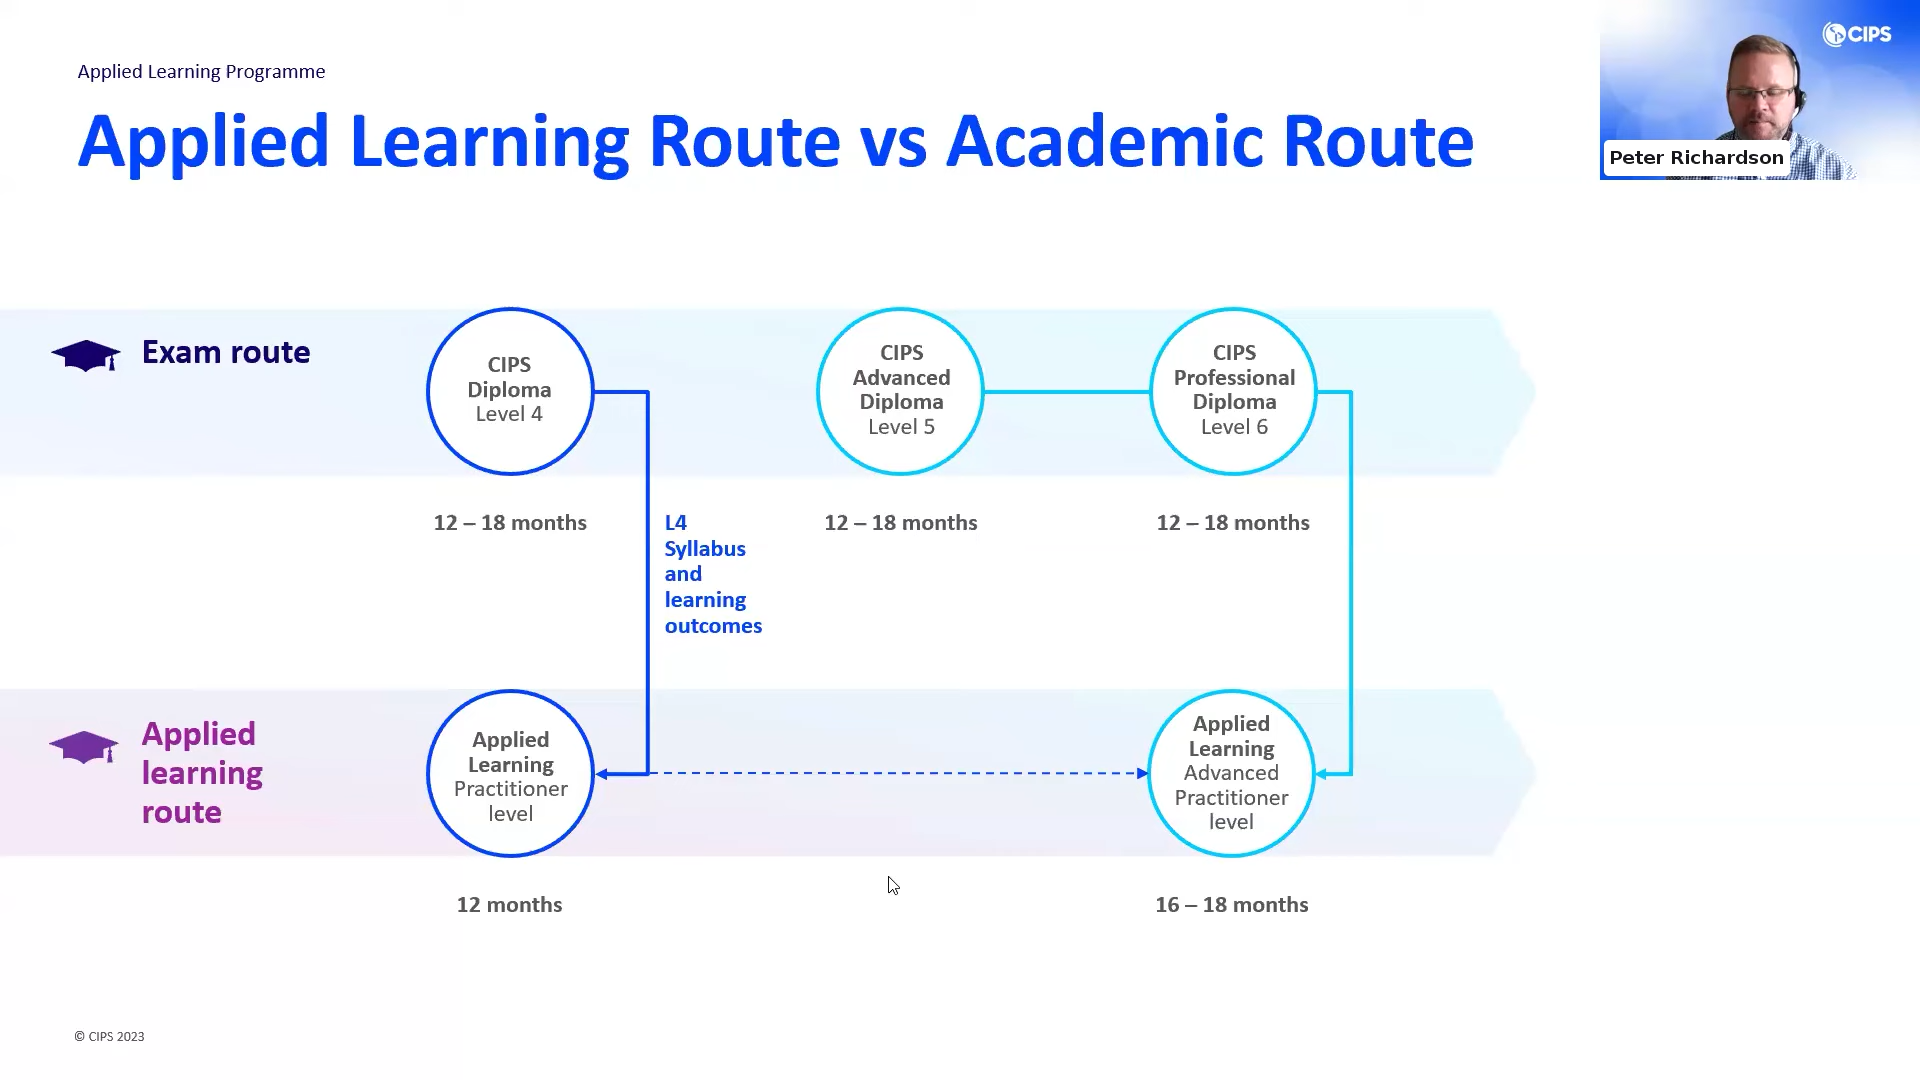 Applied Learning Programme
Applied Learning Route vs Academic Route
CIPS
Peter Richardson
Exam route
CIPS
Diploma
Level 4
CIPS
Advanced
Diploma
Level 5
CIPS
Professional
Diploma
Level 6
12 – 18 months
12 – 18 months
12 – 18 months
L4
Syllabus
and
learning
outcomes
Applied
learning
route
Applied
Learning
Practitioner
level
Applied
Learning
Advanced
Practitioner
level
12 months
16 – 18 months
© CIPS 2023